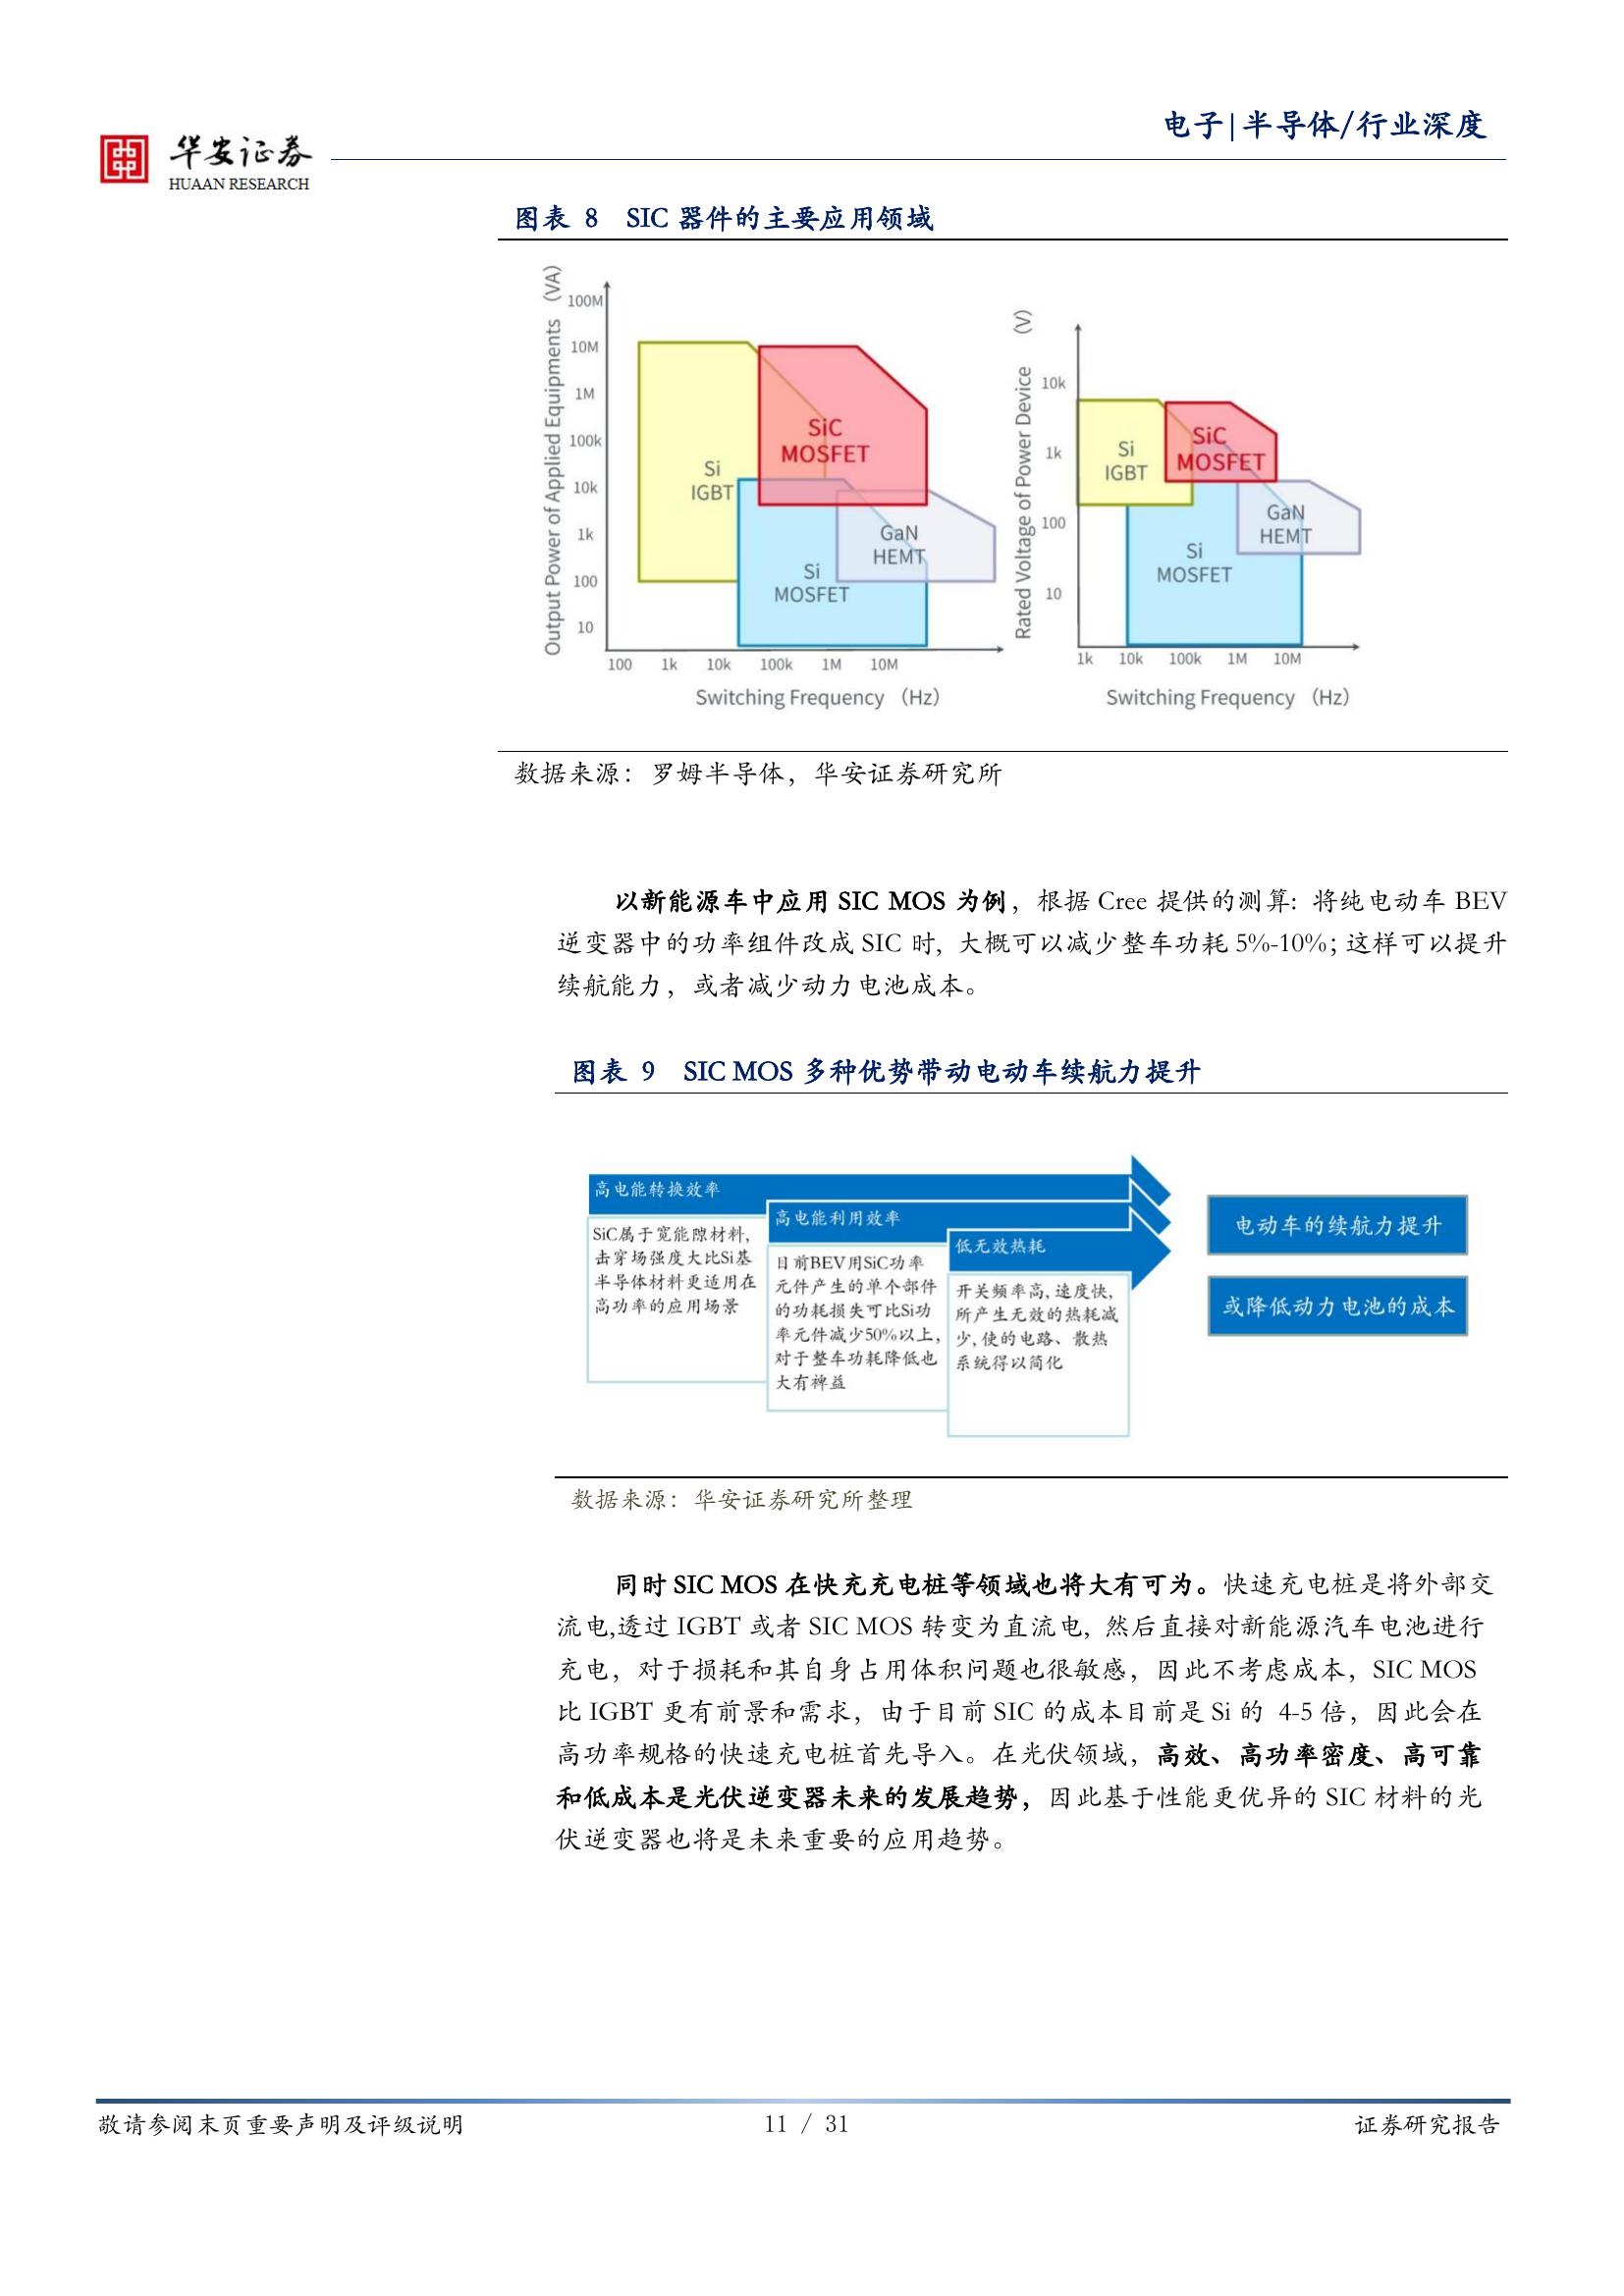 电子|半导体/行业深度
华安证券
HUAAN RESEARCH
图表 8 SIC 器件的主要应用领域
Output Power of Applied Equipments (VA)
100M
10M
1M
100k
10k
1k
100
10
Si
IGBT
SiC
MOSFET
Si
MOSFET
GaN
HEMT
100 1k 10k 100k 1M 10M
Switching Frequency (Hz)
Rated Voltage of Power Device (V)
10k
1k
100
10
Si
IGBT
SiC
MOSFET
Si
MOSFET
GaN
HEMT
1k 10k 100k 1M 10M
Switching Frequency (Hz)
数据来源：罗姆半导体，华安证券研究所
以新能源车中应用 SIC MOS 为例，根据 Cree 提供的测算: 将纯电动车 BEV
逆变器中的功率组件改成 SIC 时, 大概可以减少整车功耗 5%-10%; 这样可以提升
续航能力，或者减少动力电池成本。
图表 9 SIC MOS 多种优势带动电动车续航力提升
高电能转换效率
SiC属于宽能隙材料,
击穿场强度大比Si基
半导体材料更适用在
高功率的应用场景
高电能利用效率
目前BEV用SiC功率
元件产生的单个部件
的功耗损失可比Si功
率元件减少50%以上,
对于整车功耗降低也
大有裨益
低无效热耗
开关频率高, 速度快,
所产生无效的热耗减
少, 使的电路、散热
系统得以简化
电动车的续航力提升
或降低动力电池的成本
数据来源：华安证券研究所整理
同时 SIC MOS 在快充充电桩等领域也将大有可为。快速充电桩是将外部交
流电,透过 IGBT 或者 SIC MOS 转变为直流电, 然后直接对新能源汽车电池进行
充电，对于损耗和其自身占用体积问题也很敏感，因此不考虑成本，SIC MOS
比 IGBT 更有前景和需求，由于目前 SIC 的成本目前是 Si 的 4-5 倍，因此会在
高功率规格的快速充电桩首先导入。在光伏领域，高效、高功率密度、高可靠
和低成本是光伏逆变器未来的发展趋势，因此基于性能更优异的 SIC 材料的光
伏逆变器也将是未来重要的应用趋势。
敬请参阅末页重要声明及评级说明 11 / 31 证券研究报告